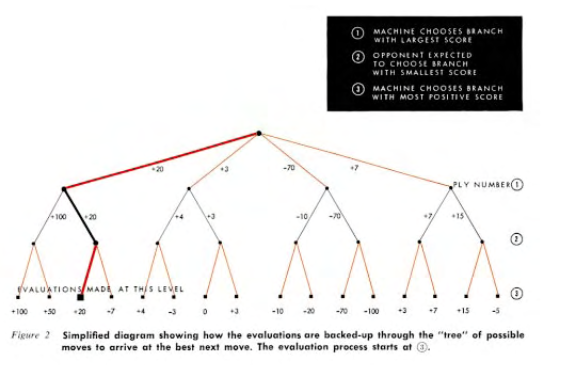 ① MACHINE CHOOSES BRANCH
WITH LARGEST SCORE
② OPPONENT EXPECTED
TO CHOOSE BRANCH
WITH SMALLEST SCORE
③ MACHINE CHOOSES BRANCH
WITH MOST POSITIVE SCORE
+20 +3 -70 +7
PLY NUMBER ①
+100 +20 +4 +3 -10 -70 +7 +15
②
EVALUATIONS MADE AT THIS LEVEL
③
+100 +50 +20 -7 +4 -3 0 +3 -10 -20 -70 -7 +7 +3 +15 -5
Figure 2 Simplified diagram showing how the evaluations are backed-up through the "tree" of possible
moves to arrive at the best next move. The evaluation process starts at ③.